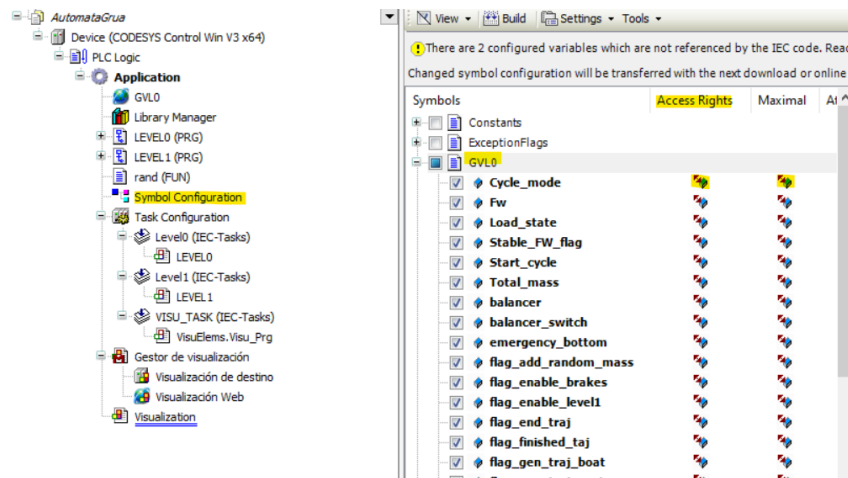 AutomataGrua
Device (CODESYS Control Win V3 x64)
PLC Logic
Application
GVL0
Library Manager
LEVEL0 (PRG)
LEVEL1 (PRG)
rand (FUN)
Symbol Configuration
Task Configuration
Level0 (IEC-Tasks)
LEVEL0
Level1 (IEC-Tasks)
LEVEL1
VISU_TASK (IEC-Tasks)
VisuElems.Visu_Prg
Gestor de visualización
Visualización de destino
Visualización Web
Visualization
View Build Settings Tools
There are 2 configured variables which are not referenced by the IEC code. Read
Changed symbol configuration will be transferred with the next download or online
Symbols Access Rights Maximal
Constants
ExceptionFlags
GVL0
Cycle_mode
Fw
Load_state
Stable_FW_flag
Start_cycle
Total_mass
balancer
balancer_switch
emergency_bottom
flag_add_random_mass
flag_enable_brakes
flag_enable_level1
flag_end_traj
flag_finished_taj
flag_gen_traj_boat